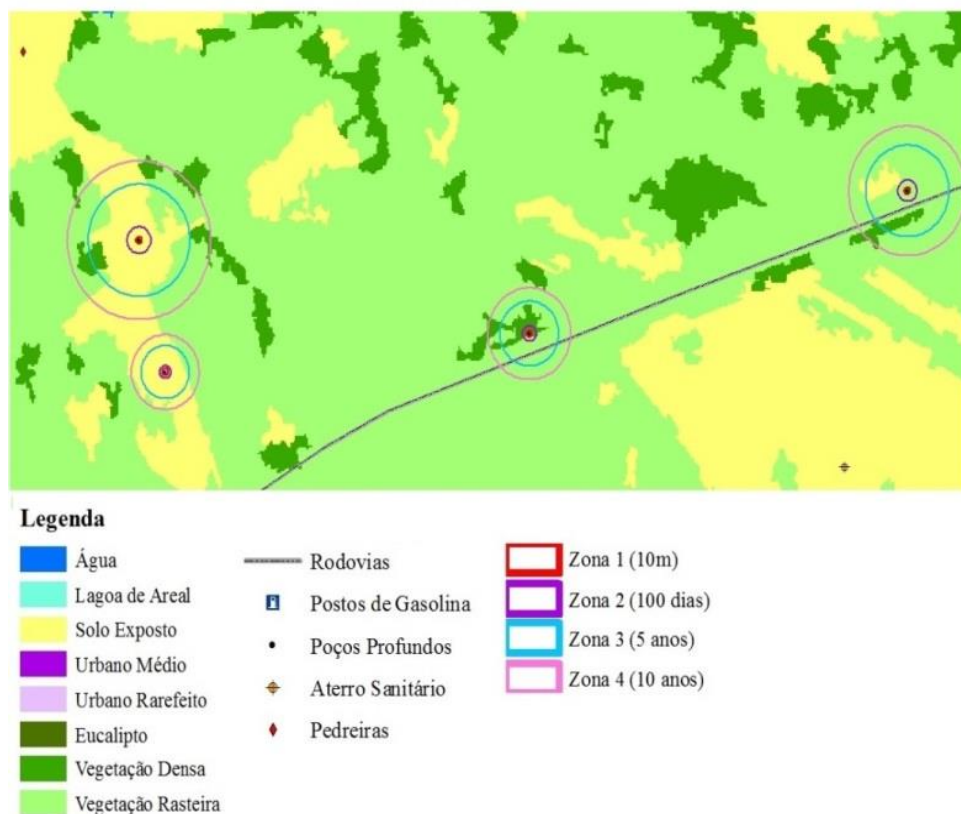 Legenda
Água
Lagoa de Areal
Solo Exposto
Urbano Médio
Urbano Rarefeito
Eucalipto
Vegetação Densa
Vegetação Rasteira
Rodovias
Postos de Gasolina
Poços Profundos
Aterro Sanitário
Pedreiras
Zona 1 (10m)
Zona 2 (100 dias)
Zona 3 (5 anos)
Zona 4 (10 anos)